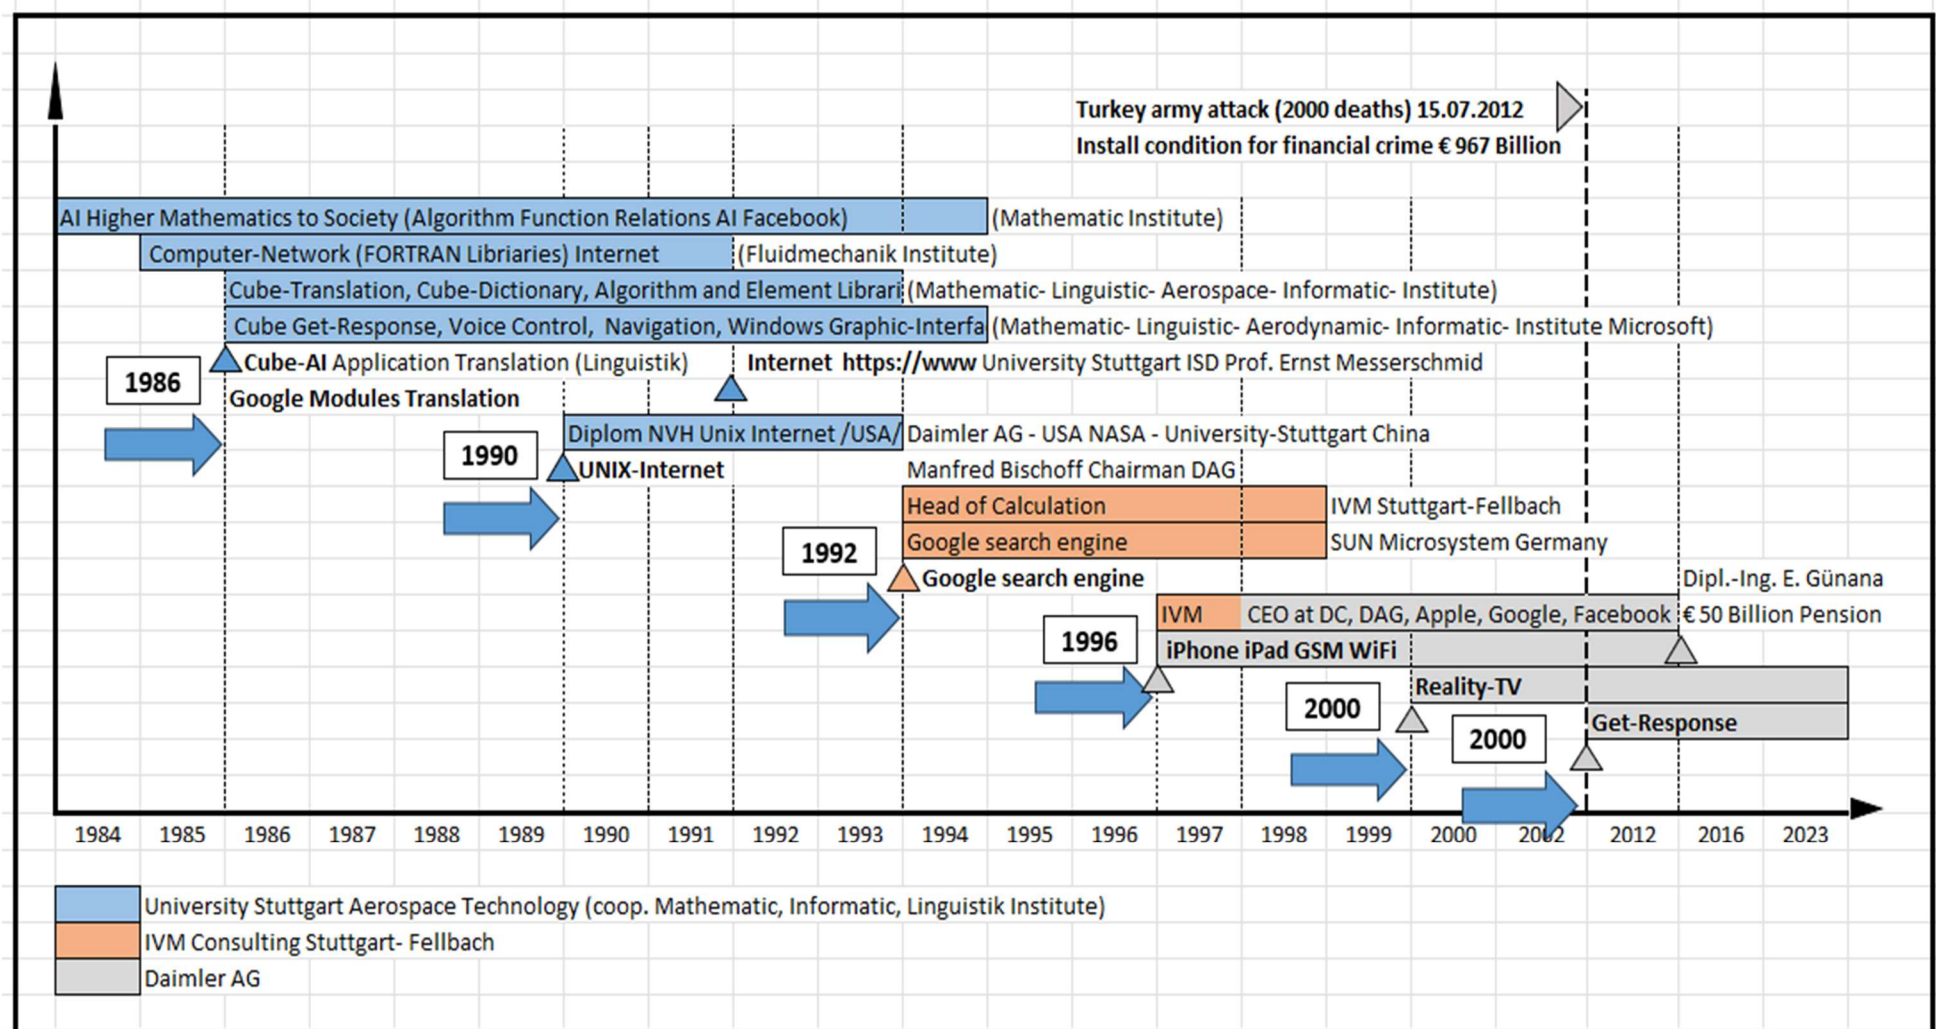 Turkey army attack (2000 deaths) 15.07.2012
Install condition for financial crime € 967 Billion
AI Higher Mathematics to Society (Algorithm Function Relations AI Facebook) (Mathematic Institute)
Computer-Network (FORTRAN Libriaries) Internet (Fluidmechanik Institute)
Cube-Translation, Cube-Dictionary, Algorithm and Element Librari (Mathematic- Linguistic- Aerospace- Informatic- Institute)
Cube Get-Response, Voice Control, Navigation, Windows Graphic-Interfa (Mathematic- Linguistic- Aerodynamic- Informatic- Institute Microsoft)
Cube-AI Application Translation (Linguistik) Internet https://www University Stuttgart ISD Prof. Ernst Messerschmid
1986
Google Modules Translation
Diplom NVH Unix Internet /USA/ Daimler AG - USA NASA - University-Stuttgart China
1990
UNIX-Internet Manfred Bischoff Chairman DAG
Head of Calculation IVM Stuttgart-Fellbach
Google search engine SUN Microsystem Germany
1992
Google search engine Dipl.-Ing. E. Günana
IVM CEO at DC, DAG, Apple, Google, Facebook € 50 Billion Pension
1996
iPhone iPad GSM WiFi
Reality-TV
2000
Get-Response
2000
1984 1985 1986 1987 1988 1989 1990 1991 1992 1993 1994 1995 1996 1997 1998 1999 2000 2002 2012 2016 2023
University Stuttgart Aerospace Technology (coop. Mathematic, Informatic, Linguistik Institute)
IVM Consulting Stuttgart- Fellbach
Daimler AG